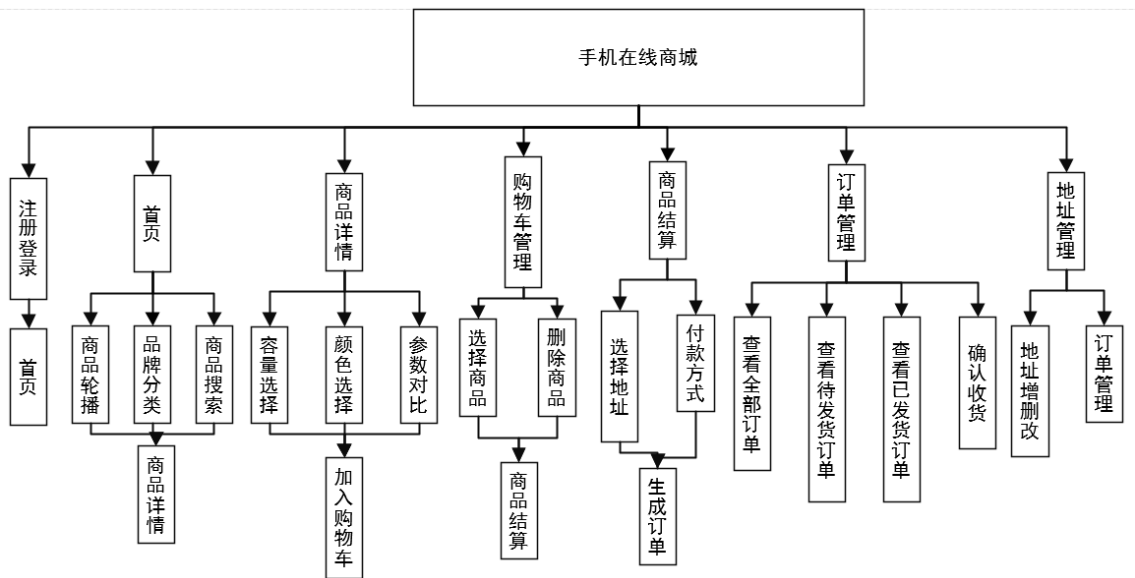 手机在线商城
注册登录
首页
商品详情
购物车管理
商品结算
订单管理
地址管理
首页
商品轮播
品牌分类
商品搜索
容量选择
颜色选择
参数对比
选择商品
删除商品
选择地址
付款方式
查看全部订单
查看待发货订单
查看已发货订单
确认收货
地址增删改
订单管理
商品详情
加入购物车
商品结算
生成订单